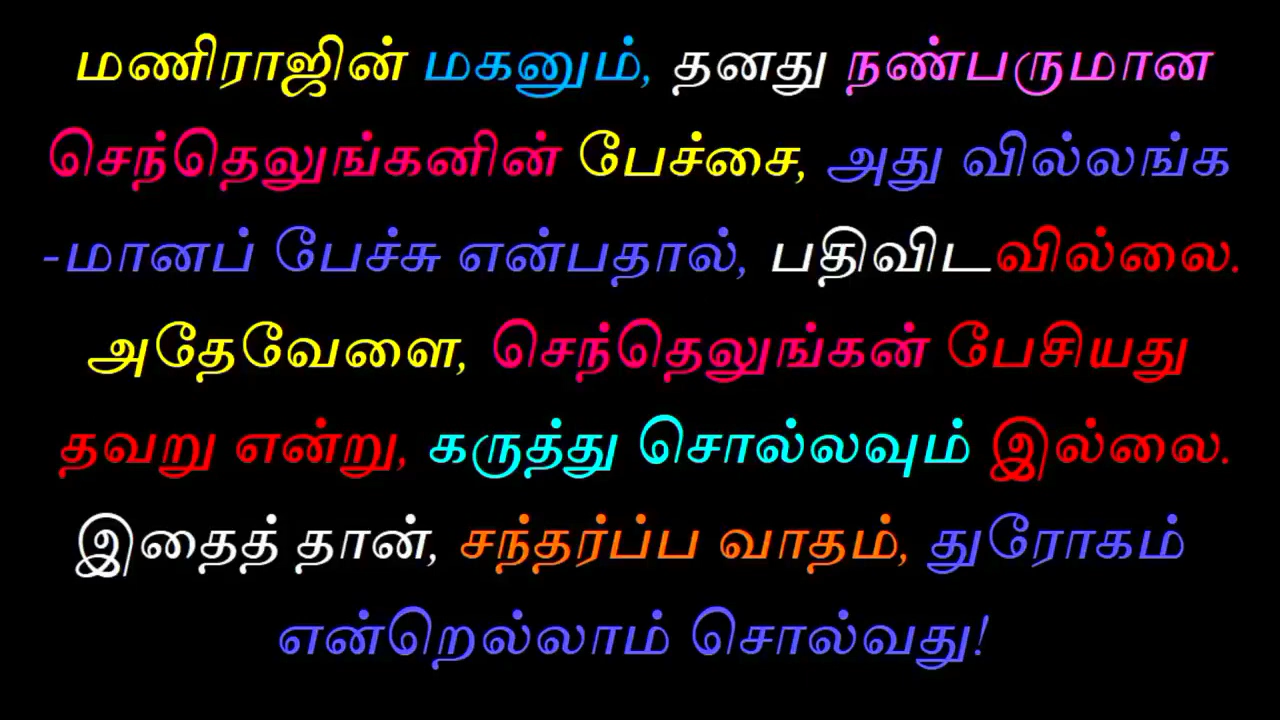 மணிராஜின் மகனும், தனது நண்பருமான
செந்தெலுங்கனின் பேச்சை, அது வில்லங்க
-மானப் பேச்சு என்பதால், பதிவிடவில்லை.
அதேவேளை, செந்தெலுங்கன் பேசியது
தவறு என்று, கருத்து சொல்லவும் இல்லை.
இதைத் தான், சந்தர்ப்ப வாதம், துரோகம்
என்றெல்லாம் சொல்வது!